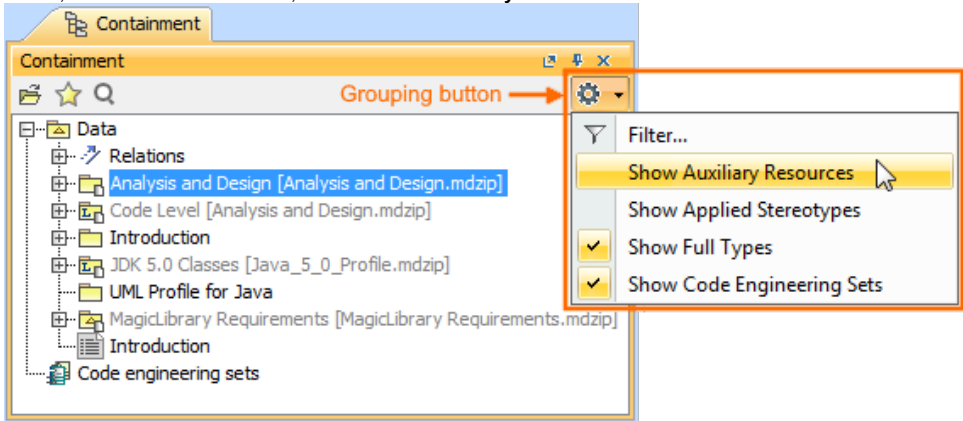 Containment
Containment
Grouping button
Data
Relations
Analysis and Design [Analysis and Design.mdzip]
Code Level [Analysis and Design.mdzip]
Introduction
JDK 5.0 Classes [Java_5_0_Profile.mdzip]
UML Profile for Java
MagicLibrary Requirements [MagicLibrary Requirements.mdzip]
Introduction
Code engineering sets
Filter...
Show Auxiliary Resources
Show Applied Stereotypes
Show Full Types
Show Code Engineering Sets